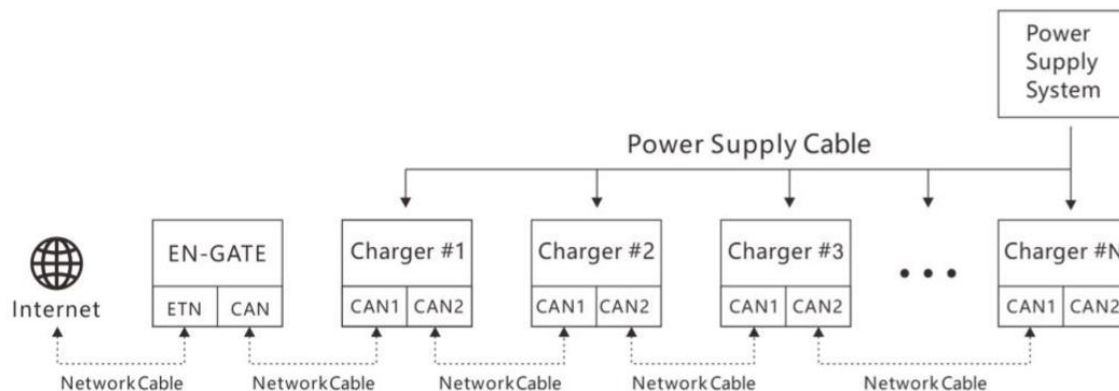 Power
Supply
System
Power Supply Cable
EN-GATE
Charger #1
Charger #2
Charger #3
Charger #N
Internet
ETN
CAN
CAN1
CAN2
CAN1
CAN2
CAN1
CAN2
CAN1
CAN2
Network Cable
Network Cable
Network Cable
Network Cable
Network Cable